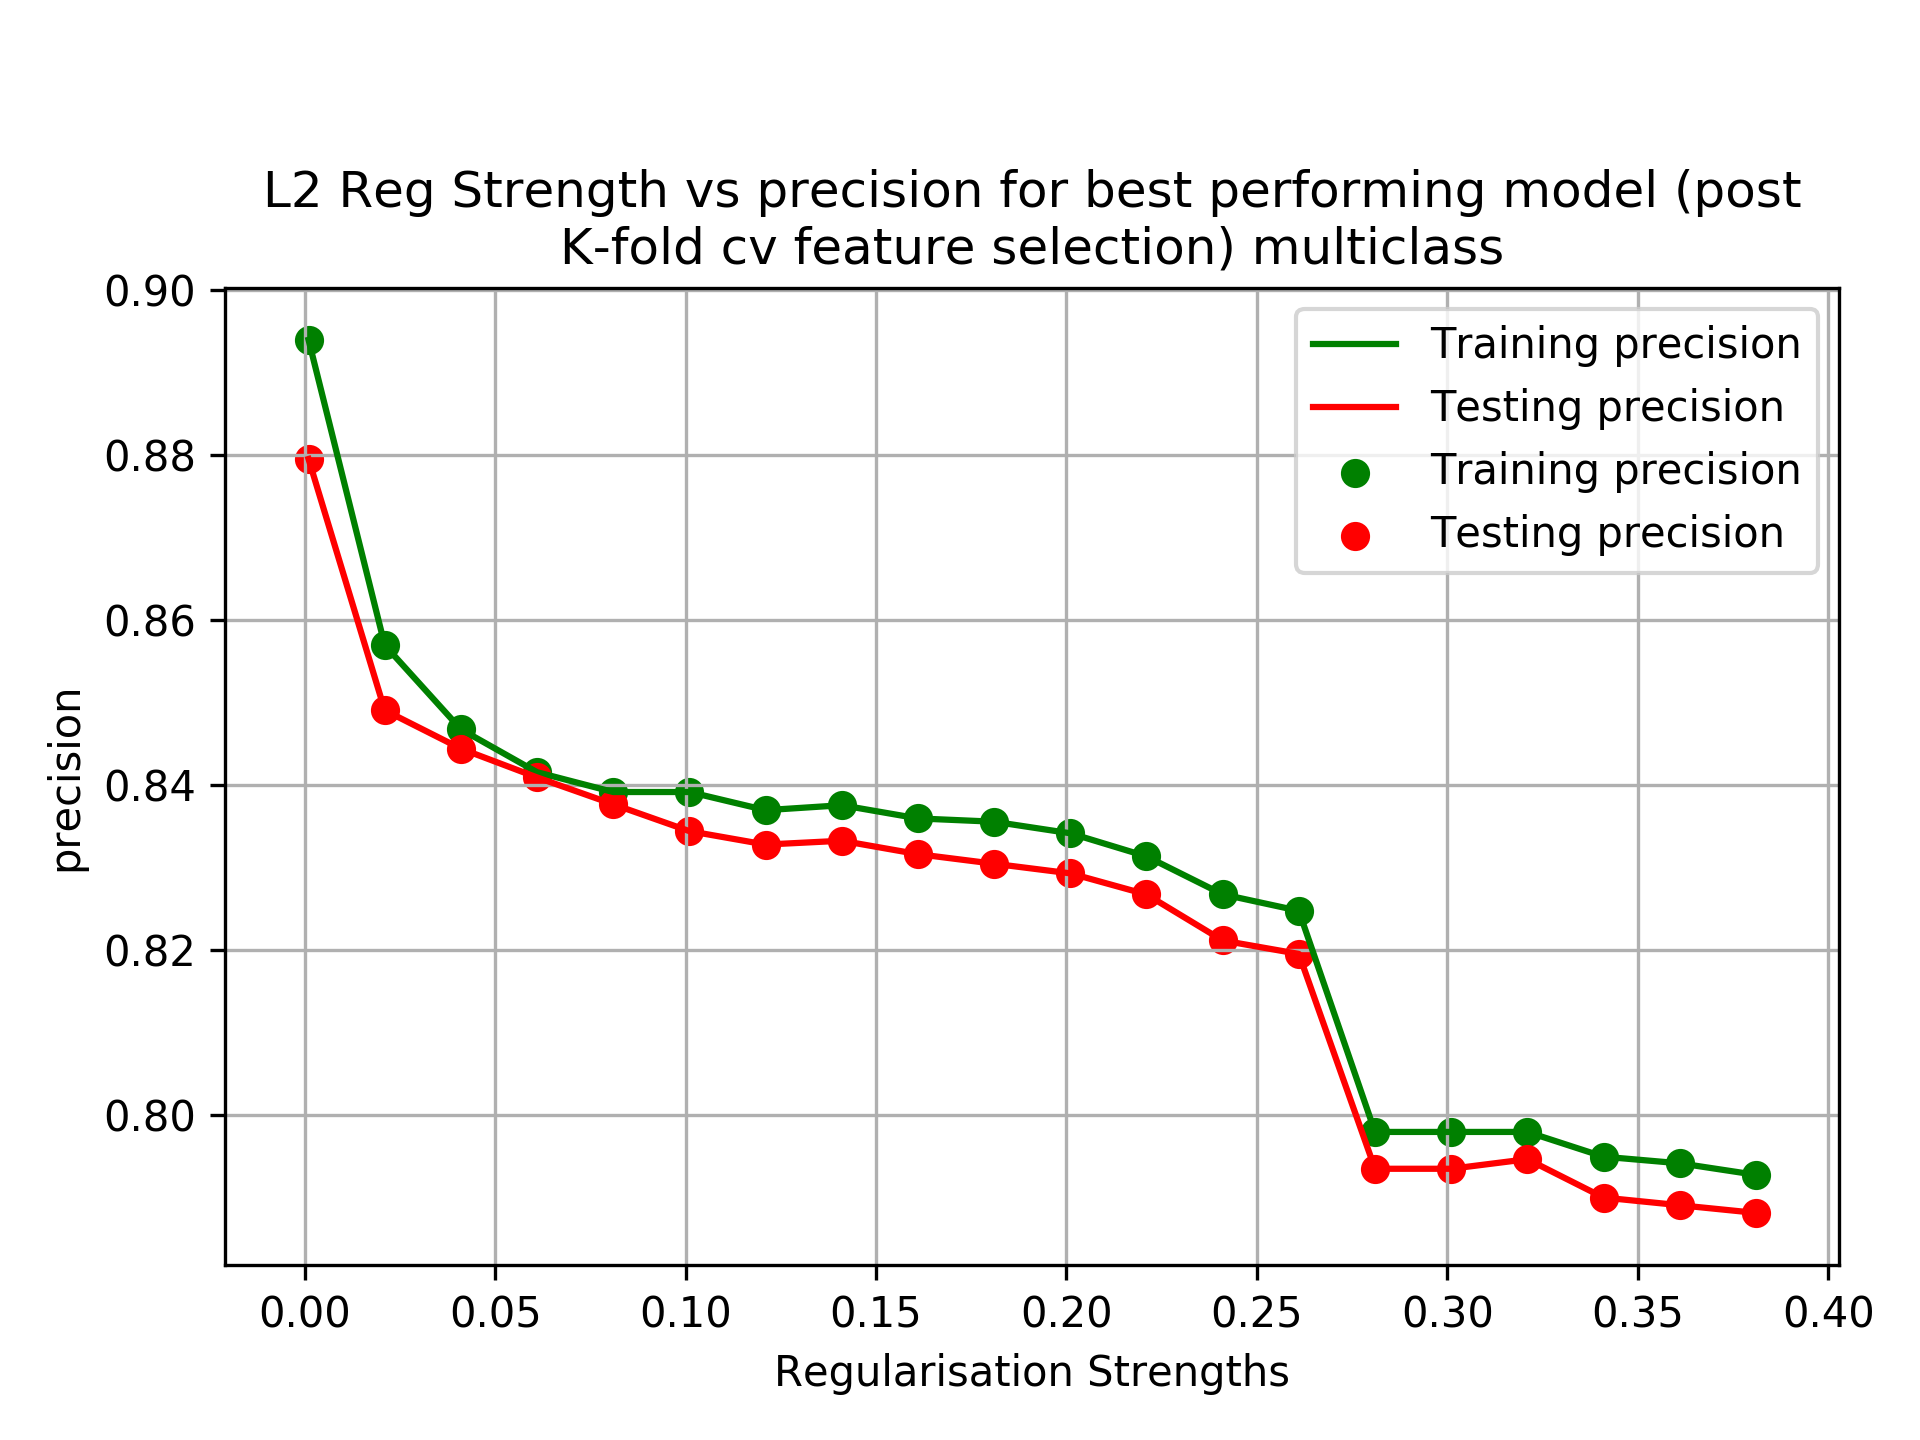 L2 Reg Strength vs precision for best performing model (post
K-fold cv feature selection) multiclass
0.90
0.88
0.86
0.84
0.82
0.80
precision
Training precision
Testing precision
Training precision
Testing precision
0.00 0.05 0.10 0.15 0.20 0.25 0.30 0.35 0.40
Regularisation Strengths